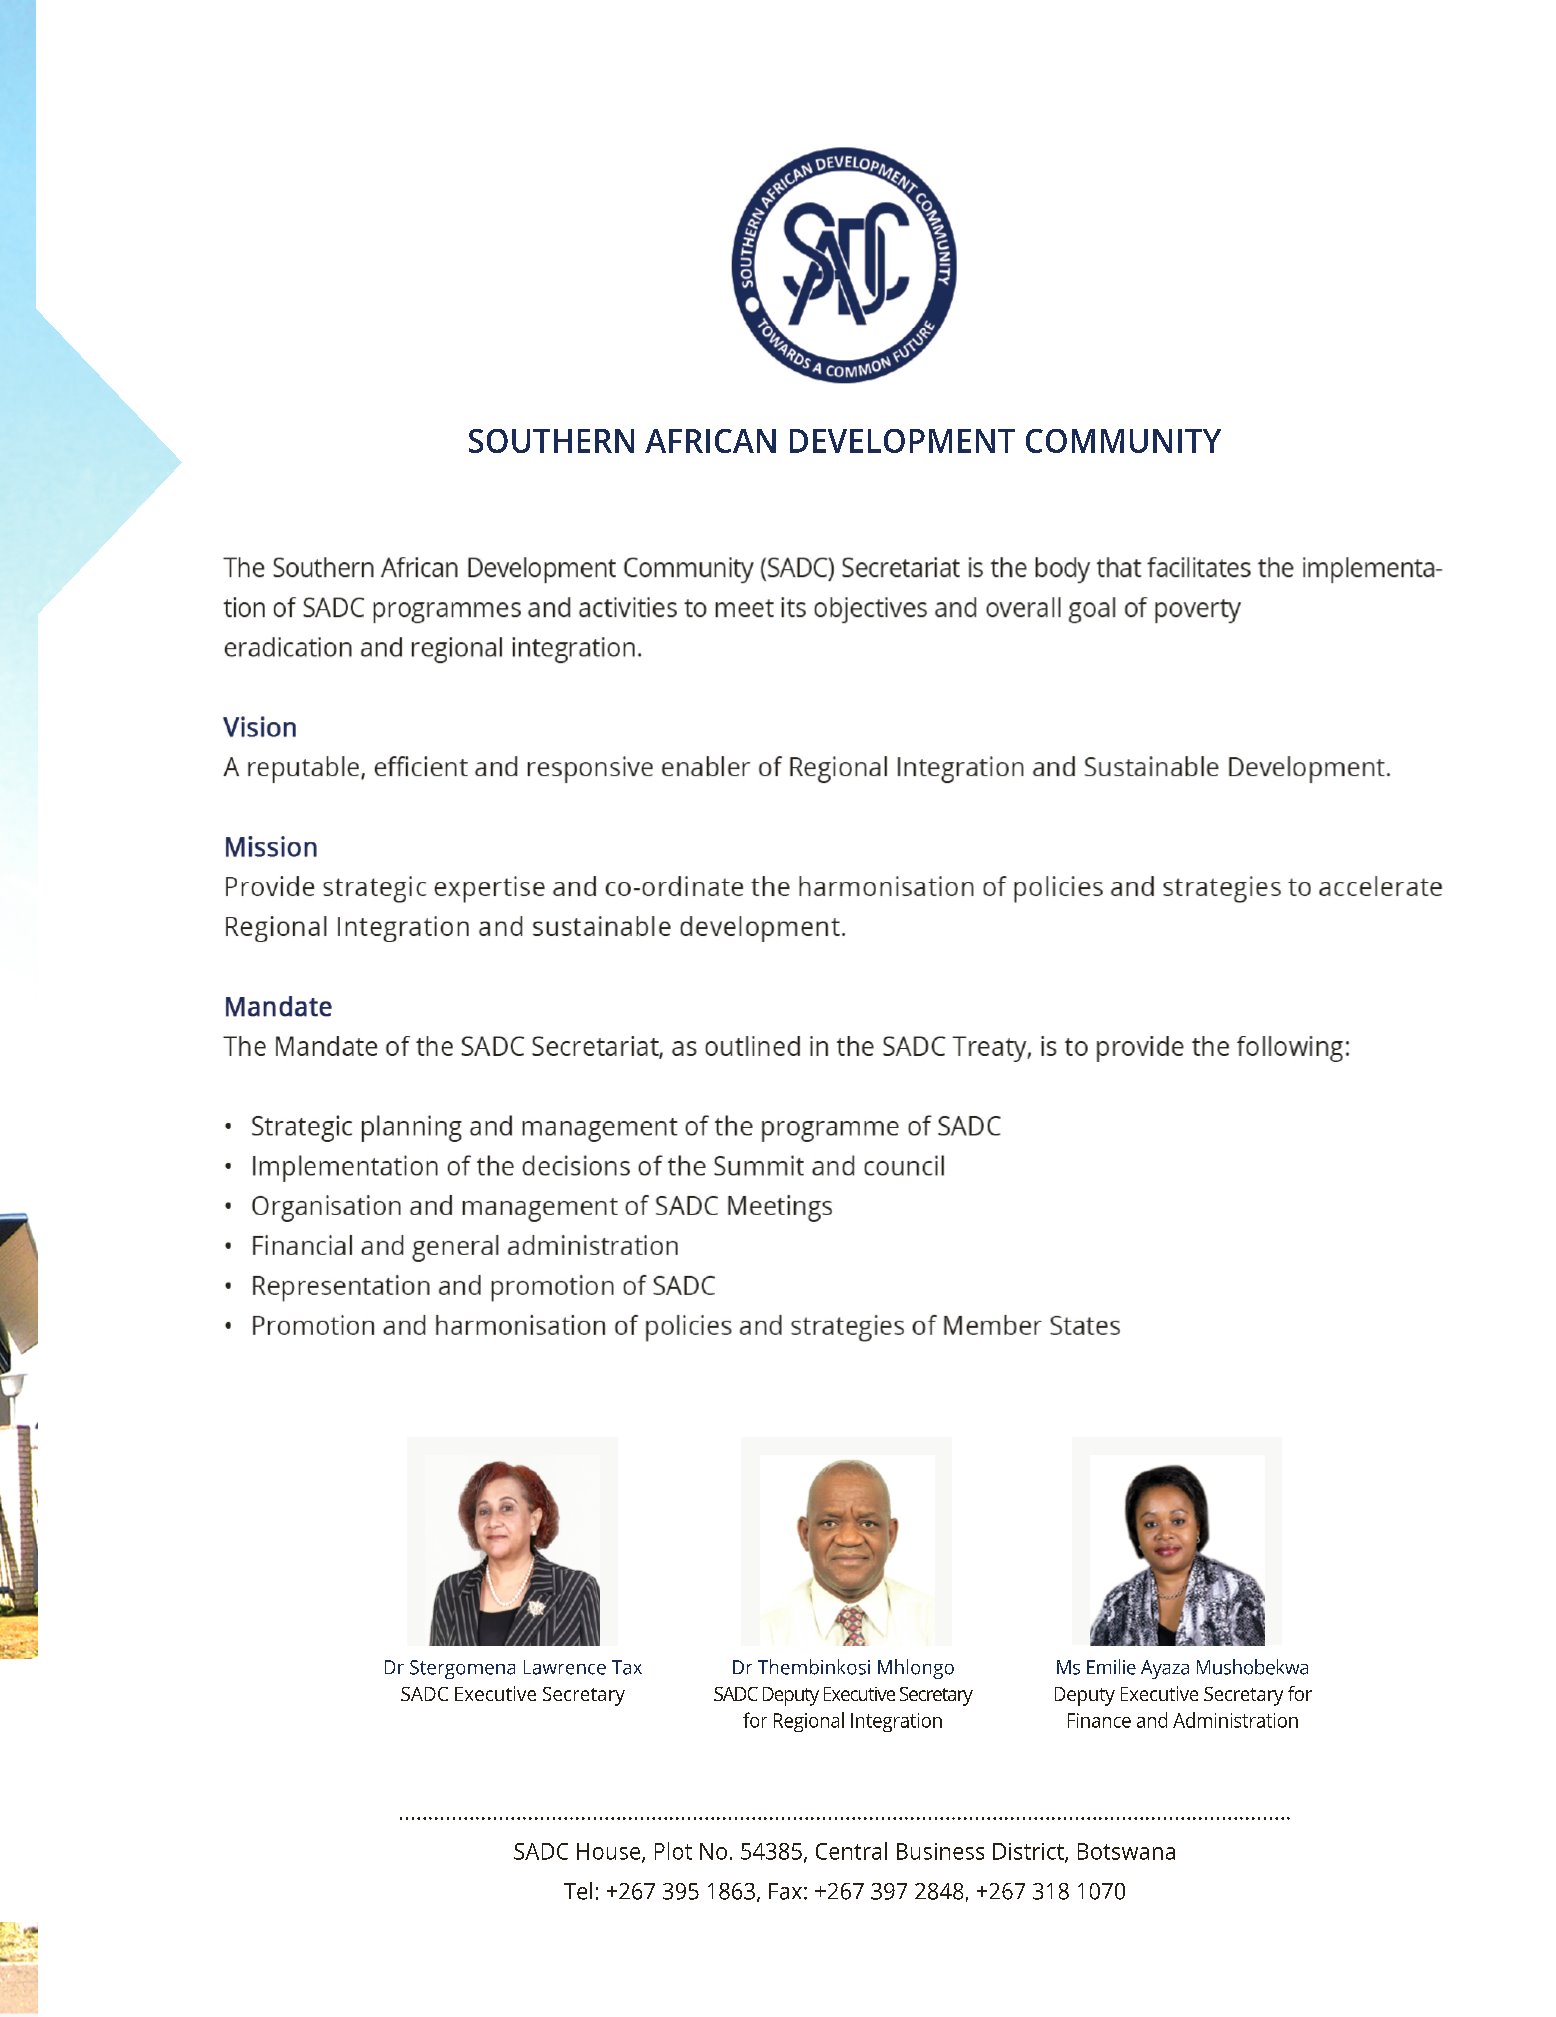 SOUTHERN AFRICAN DEVELOPMENT COMMUNITY
SADC
TOWARDS A COMMON FUTURE
SOUTHERN AFRICAN DEVELOPMENT COMMUNITY
The Southern African Development Community (SADC) Secretariat is the body that facilitates the implementa-
tion of SADC programmes and activities to meet its objectives and overall goal of poverty
eradication and regional integration.
Vision
A reputable, efficient and responsive enabler of Regional Integration and Sustainable Development.
Mission
Provide strategic expertise and co-ordinate the harmonisation of policies and strategies to accelerate
Regional Integration and sustainable development.
Mandate
The Mandate of the SADC Secretariat, as outlined in the SADC Treaty, is to provide the following:
• Strategic planning and management of the programme of SADC
• Implementation of the decisions of the Summit and council
• Organisation and management of SADC Meetings
• Financial and general administration
• Representation and promotion of SADC
• Promotion and harmonisation of policies and strategies of Member States
Dr Stergomena Lawrence Tax
SADC Executive Secretary
Dr Thembinkosi Mhlongo
SADC Deputy Executive Secretary
for Regional Integration
Ms Emilie Ayaza Mushobekwa
Deputy Executive Secretary for
Finance and Administration
SADC House, Plot No. 54385, Central Business District, Botswana
Tel: +267 395 1863, Fax: +267 397 2848, +267 318 1070